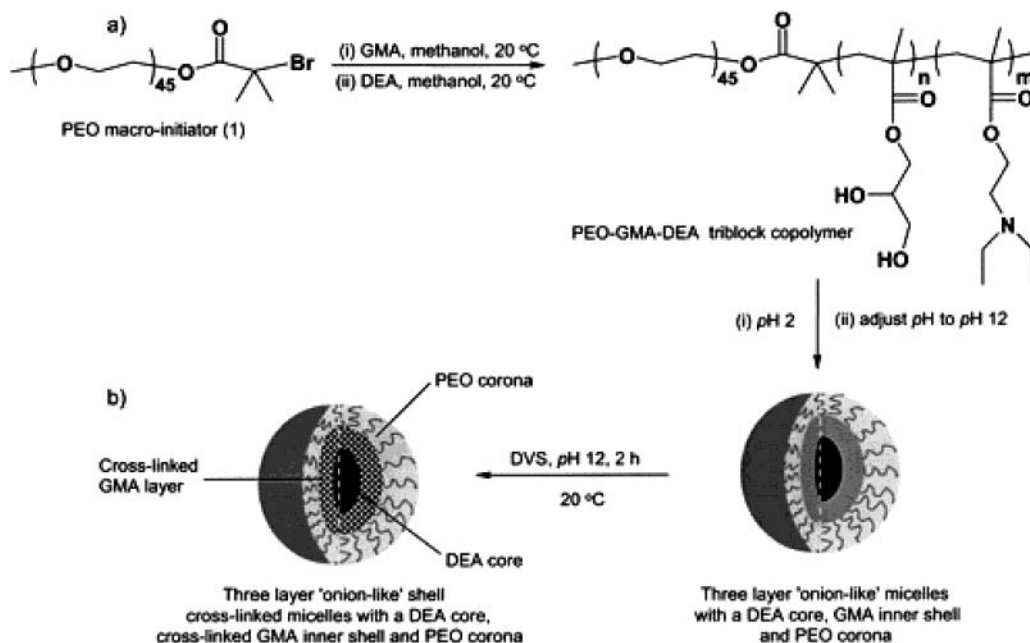 a)
O
45
O
O
Br
PEO macro-initiator (1)
(i) GMA, methanol, 20 °C
(ii) DEA, methanol, 20 °C
O
45
O
O
n
m
O
O
O
O
HO
HO
N
PEO-GMA-DEA triblock copolymer
(i) pH 2
(ii) adjust pH to pH 12
b)
PEO corona
Cross-linked
GMA layer
DEA core
DVS, pH 12, 2 h
20 °C
Three layer 'onion-like' shell
cross-linked micelles with a DEA core,
cross-linked GMA inner shell and PEO corona
Three layer 'onion-like' micelles
with a DEA core, GMA inner shell
and PEO corona